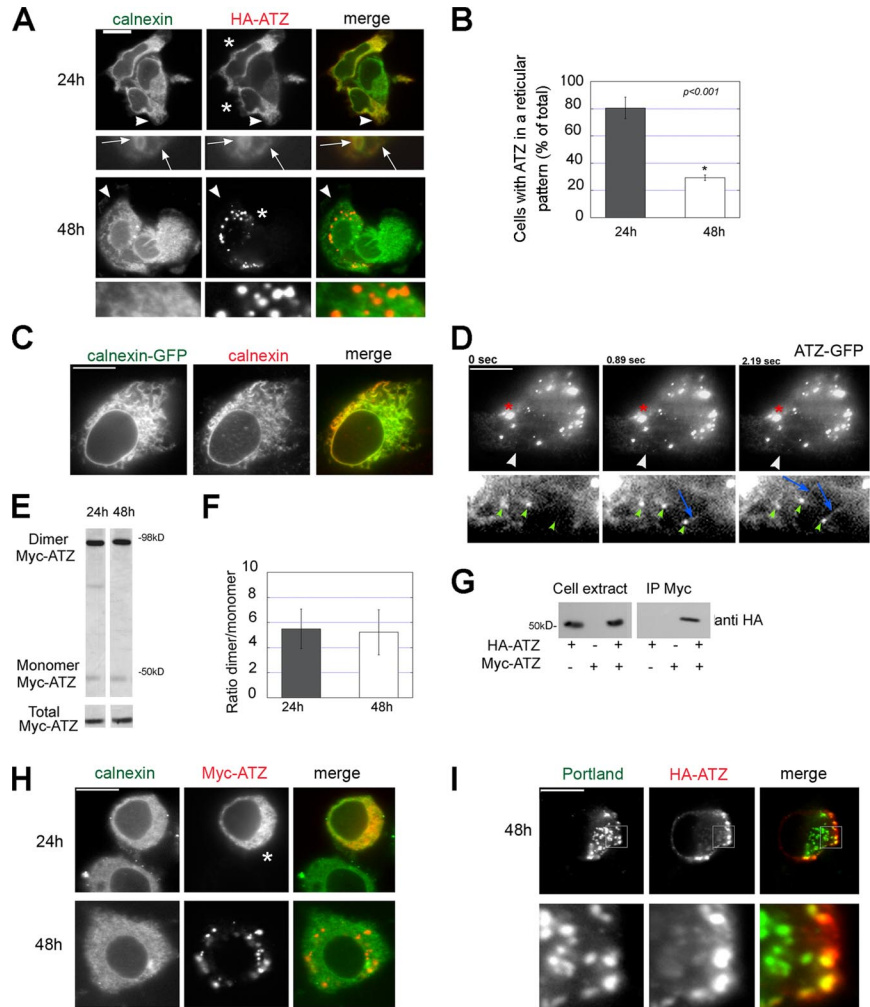 A
calnexin
HA-ATZ
merge
24h
*
*
48h
*
B
Cells with ATZ in a reticular
pattern (% of total)
100
80
60
40
20
0
p<0.001
*
24h
48h
C
calnexin-GFP
calnexin
merge
D
ATZ-GFP
0 sec
0.89 sec
2.19 sec
*
*
*
E
24h 48h
Dimer
Myc-ATZ
-98kD
Monomer
Myc-ATZ
-50kD
Total
Myc-ATZ
F
Ratio dimer/monomer
10
8
6
4
2
0
24h
48h
G
Cell extract
IP Myc
50kD-
anti HA
HA-ATZ + - + + - +
Myc-ATZ - + + - + +
H
calnexin
Myc-ATZ
merge
24h
*
48h
I
Portland
HA-ATZ
merge
48h